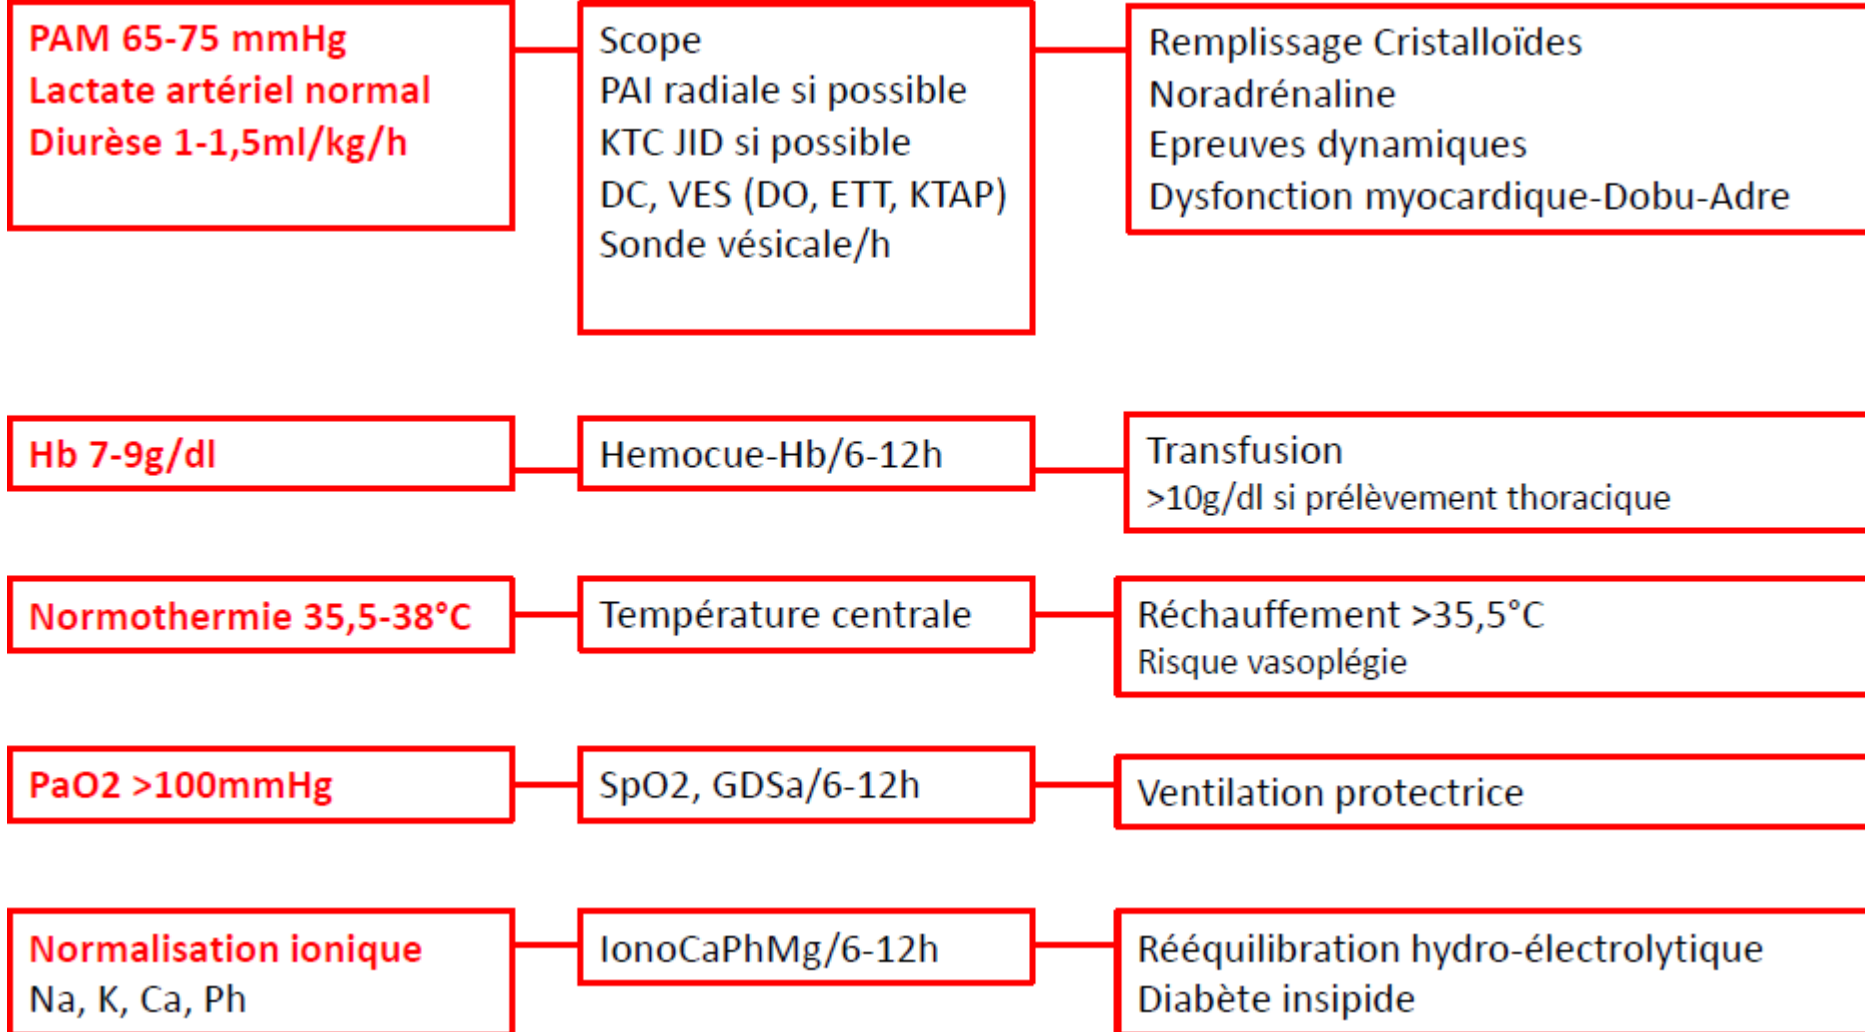 PAM 65-75 mmHg
Lactate artériel normal
Diurèse 1-1,5ml/kg/h
Scope
PAI radiale si possible
KTC JID si possible
DC, VES (DO, ETT, KTAP)
Sonde vésicale/h
Remplissage Cristalloïdes
Noradrénaline
Epreuves dynamiques
Dysfonction myocardique-Dobu-Adre
Hb 7-9g/dl
Hemocue-Hb/6-12h
Transfusion
>10g/dl si prélèvement thoracique
Normothermie 35,5-38°C
Température centrale
Réchauffement >35,5°C
Risque vasoplégie
PaO2 >100mmHg
SpO2, GDSa/6-12h
Ventilation protectrice
Normalisation ionique
Na, K, Ca, Ph
IonoCaPhMg/6-12h
Rééquilibration hydro-électrolytique
Diabète insipide